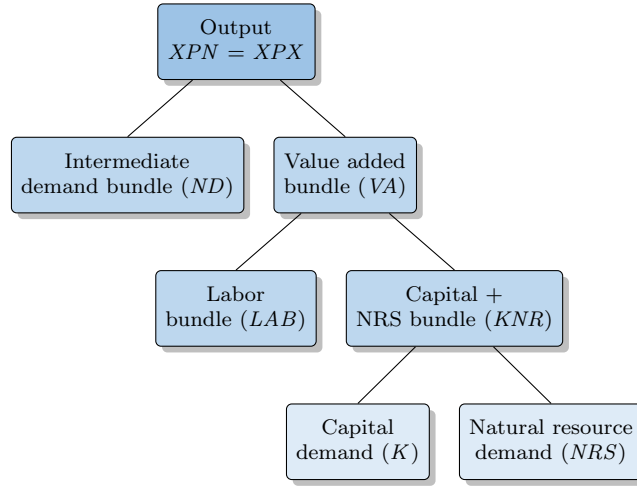 Output
XPN = XPX
Intermediate
demand bundle (ND)
Value added
bundle (VA)
Labor
bundle (LAB)
Capital +
NRS bundle (KNR)
Capital
demand (K)
Natural resource
demand (NRS)